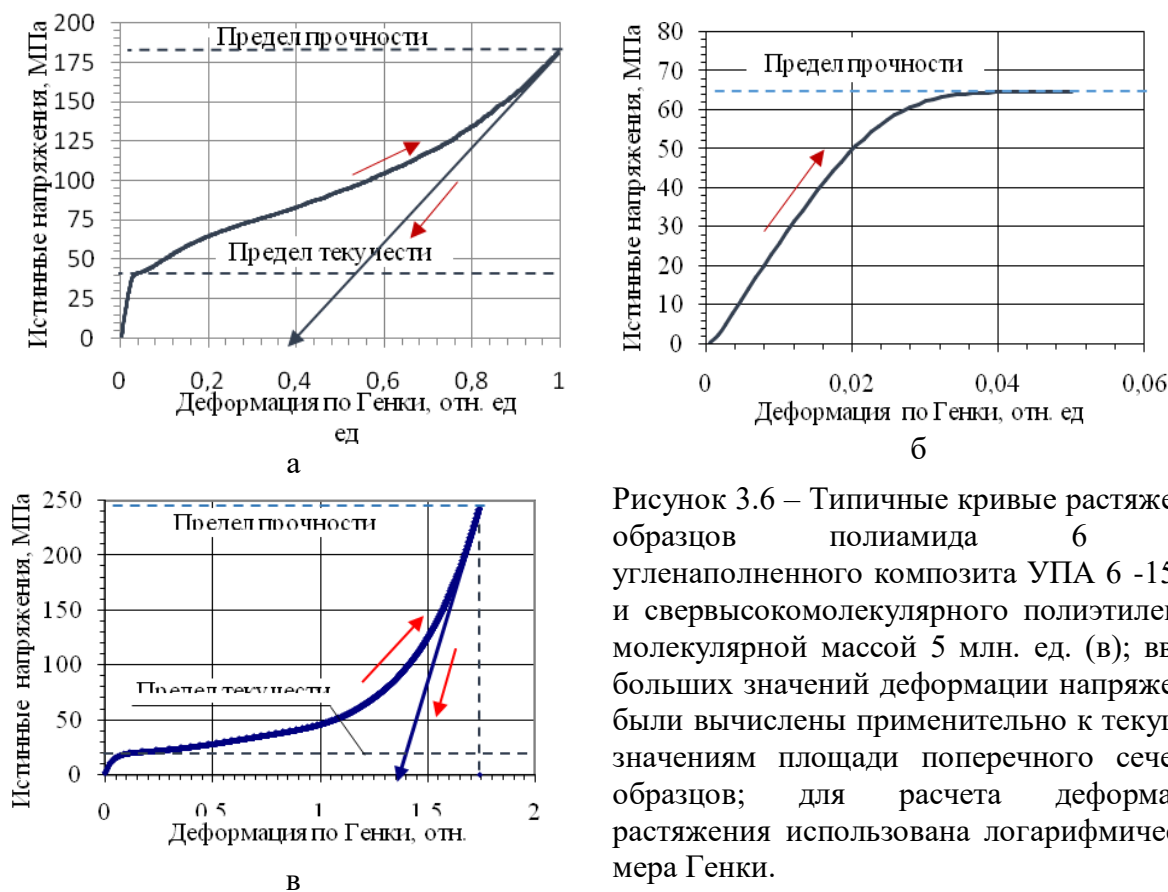 Истинные напряжения, МПа
200
175
150
125
100
75
50
25
0
Предел прочности
Предел текучести
0 0,2 0,4 0,6 0,8 1
Деформация по Генки, отн. ед
ед
а
Истинные напряжения, МПа
80
70
60
50
40
30
20
10
0
Предел прочности
0 0,02 0,04 0,06
Деформация по Генки, отн. ед
б
Истинные напряжения, МПа
250
200
150
100
50
0
Предел прочности
Предел текучести
0 0 5 1 1 5 2
Деформация по Генки, отн.
в
Рисунок 3.6 – Типичные кривые растяже
образцов полиамида 6
угленаполненного композита УПА 6 -15
и свервысокомолекулярного полиэтилен
молекулярной массой 5 млн. ед. (в); вв
больших значений деформации напряже
были вычислены применительно к теку
значениям площади поперечного сече
образцов; для расчета деформа
растяжения использована логарифмичес
мера Генки.